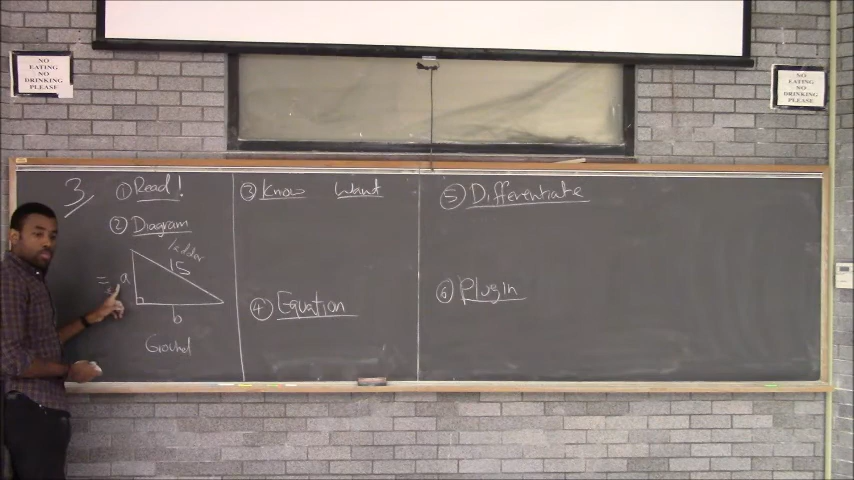 NO
EATING
NO
DRINKING
PLEASE
NO
EATING
NO
DRINKING
PLEASE
3
① Read!
② Diagram
ladder
15
= a
b
Ground
③ Know Want
④ Equation
⑤ Differentiate
⑥ Plug In